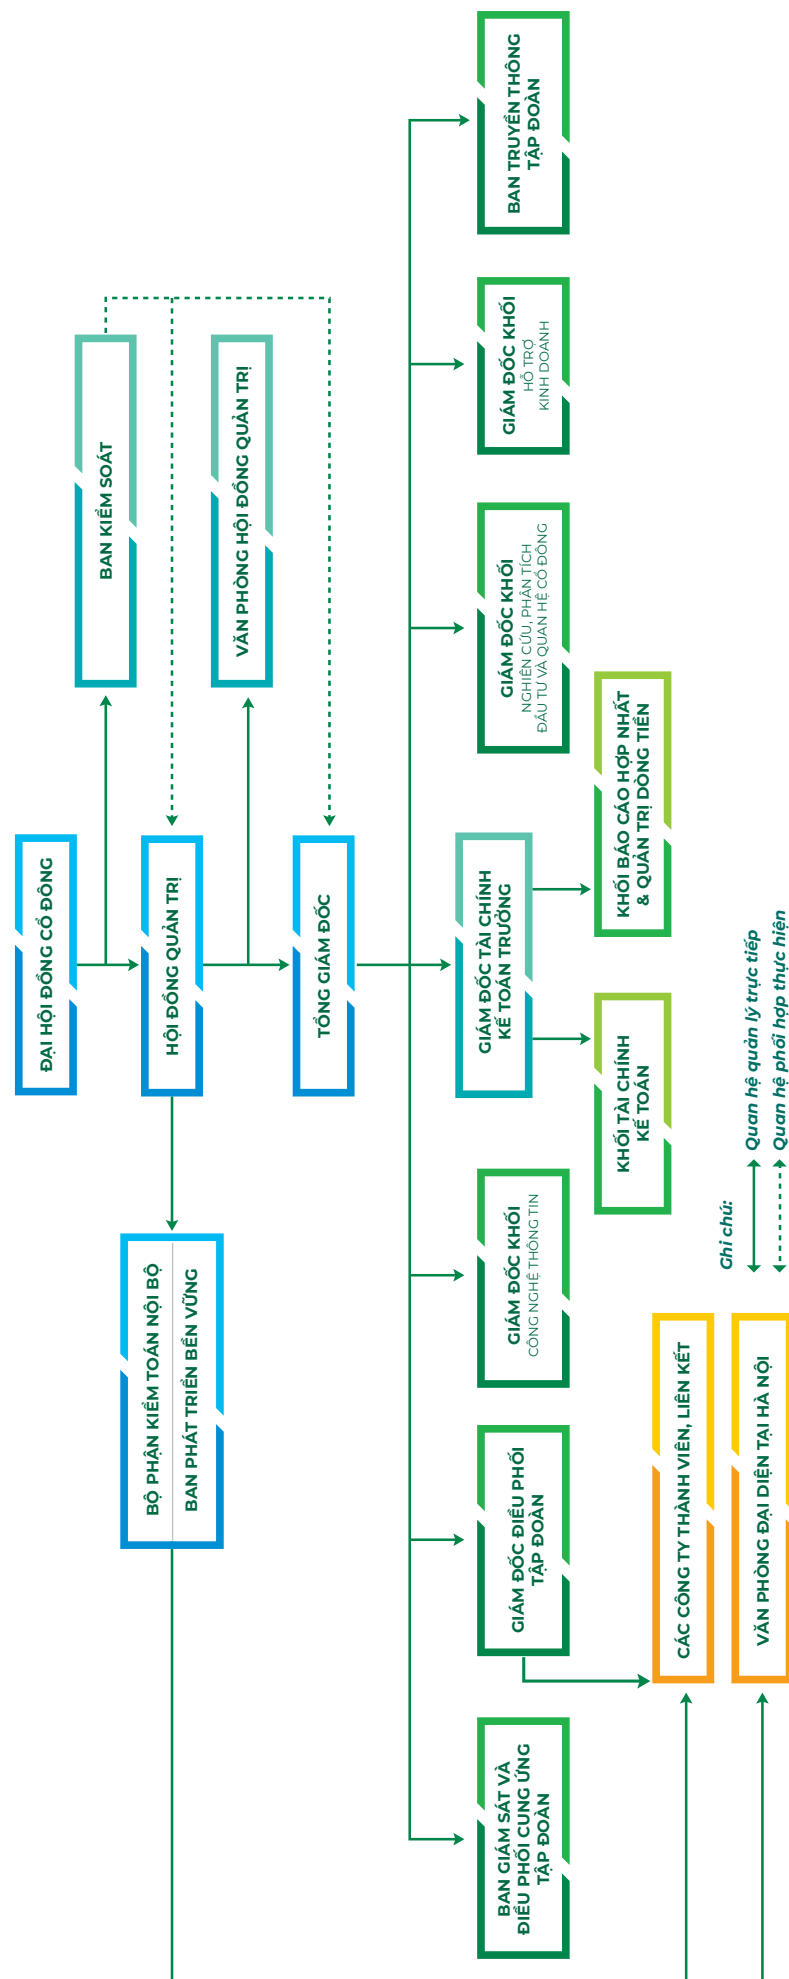 ĐẠI HỘI ĐỒNG CỔ ĐÔNG
BAN KIỂM SOÁT
HỘI ĐỒNG QUẢN TRỊ
BỘ PHẬN KIỂM TOÁN NỘI BỘ
BAN PHÁT TRIỂN BỀN VỮNG
VĂN PHÒNG HỘI ĐỒNG QUẢN TRỊ
TỔNG GIÁM ĐỐC
BAN GIÁM SÁT VÀ
ĐIỀU PHỐI CUNG ỨNG
TẬP ĐOÀN
GIÁM ĐỐC ĐIỀU PHỐI
TẬP ĐOÀN
GIÁM ĐỐC KHỐI
CÔNG NGHỆ THÔNG TIN
GIÁM ĐỐC TÀI CHÍNH
KẾ TOÁN TRƯỞNG
GIÁM ĐỐC KHỐI
NGHIÊN CỨU, PHÂN TÍCH
ĐẦU TƯ VÀ QUAN HỆ CỔ ĐÔNG
GIÁM ĐỐC KHỐI
HỖ TRỢ
KINH DOANH
BAN TRUYỀN THÔNG
TẬP ĐOÀN
KHỐI TÀI CHÍNH
KẾ TOÁN
KHỐI BÁO CÁO HỢP NHẤT
& QUẢN TRỊ DÒNG TIỀN
CÁC CÔNG TY THÀNH VIÊN, LIÊN KẾT
VĂN PHÒNG ĐẠI DIỆN TẠI HÀ NỘI
Ghi chú:
Quan hệ quản lý trực tiếp
Quan hệ phối hợp thực hiện